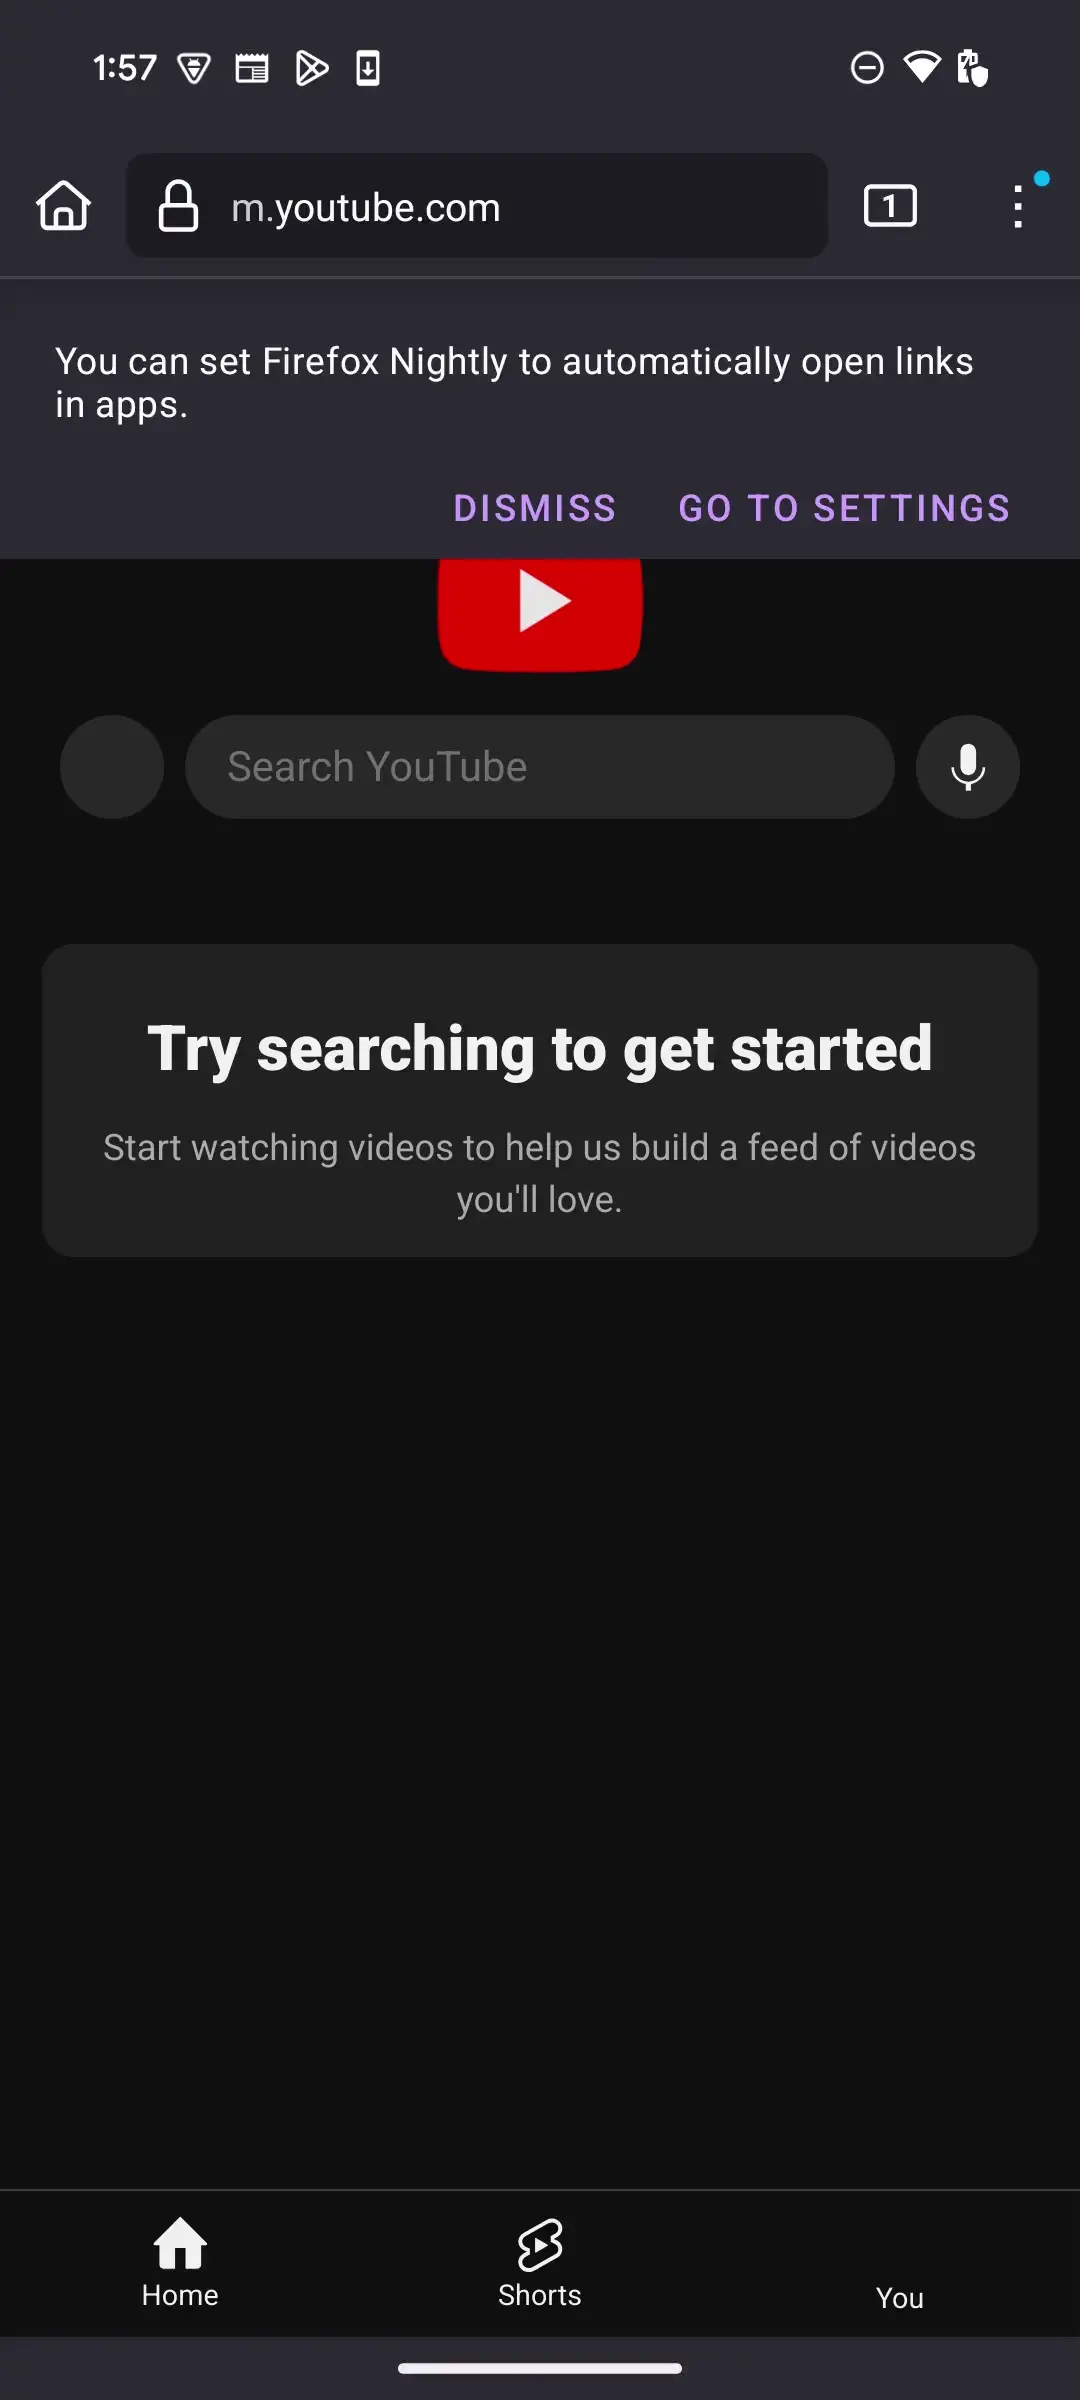 1:57
m.youtube.com
1
You can set Firefox Nightly to automatically open links
in apps.
DISMISS GO TO SETTINGS
Search YouTube
Try searching to get started
Start watching videos to help us build a feed of videos
you'll love.
Home Shorts You